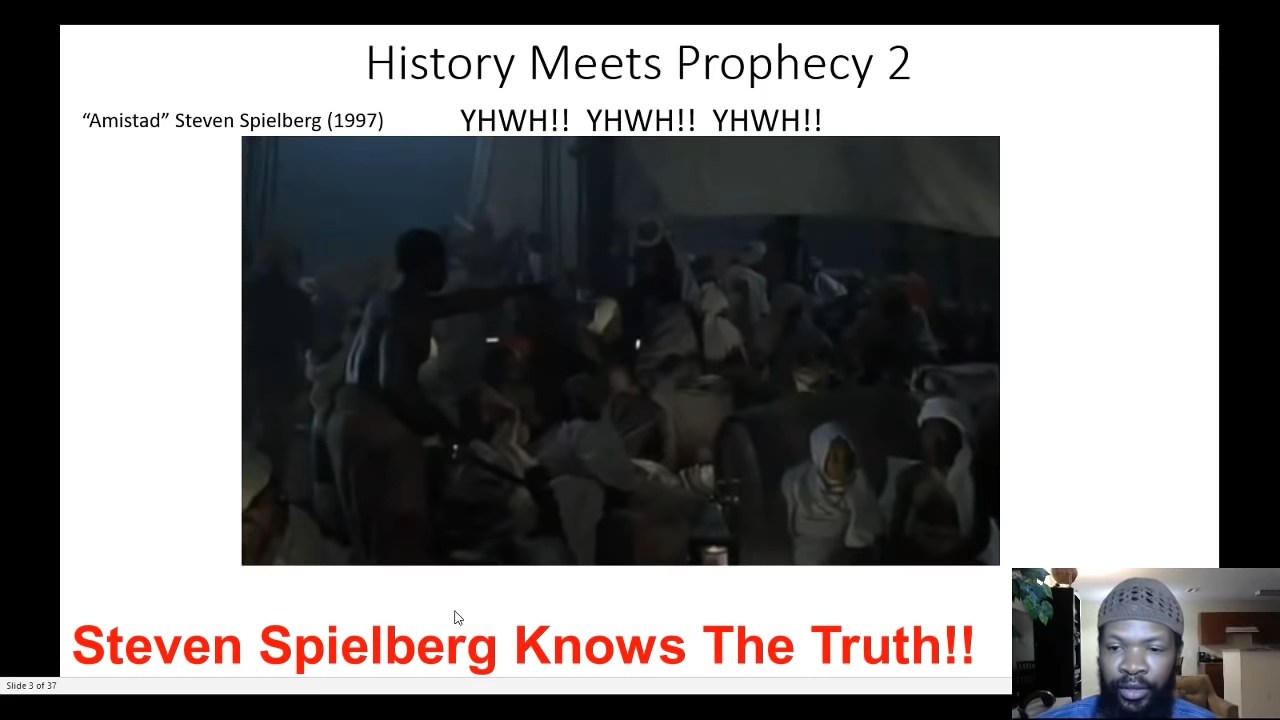 History Meets Prophecy 2
“Amistad” Steven Spielberg (1997)
YHWH!! YHWH!! YHWH!!
Steven Spielberg Knows The Truth!!
Slide 3 of 37